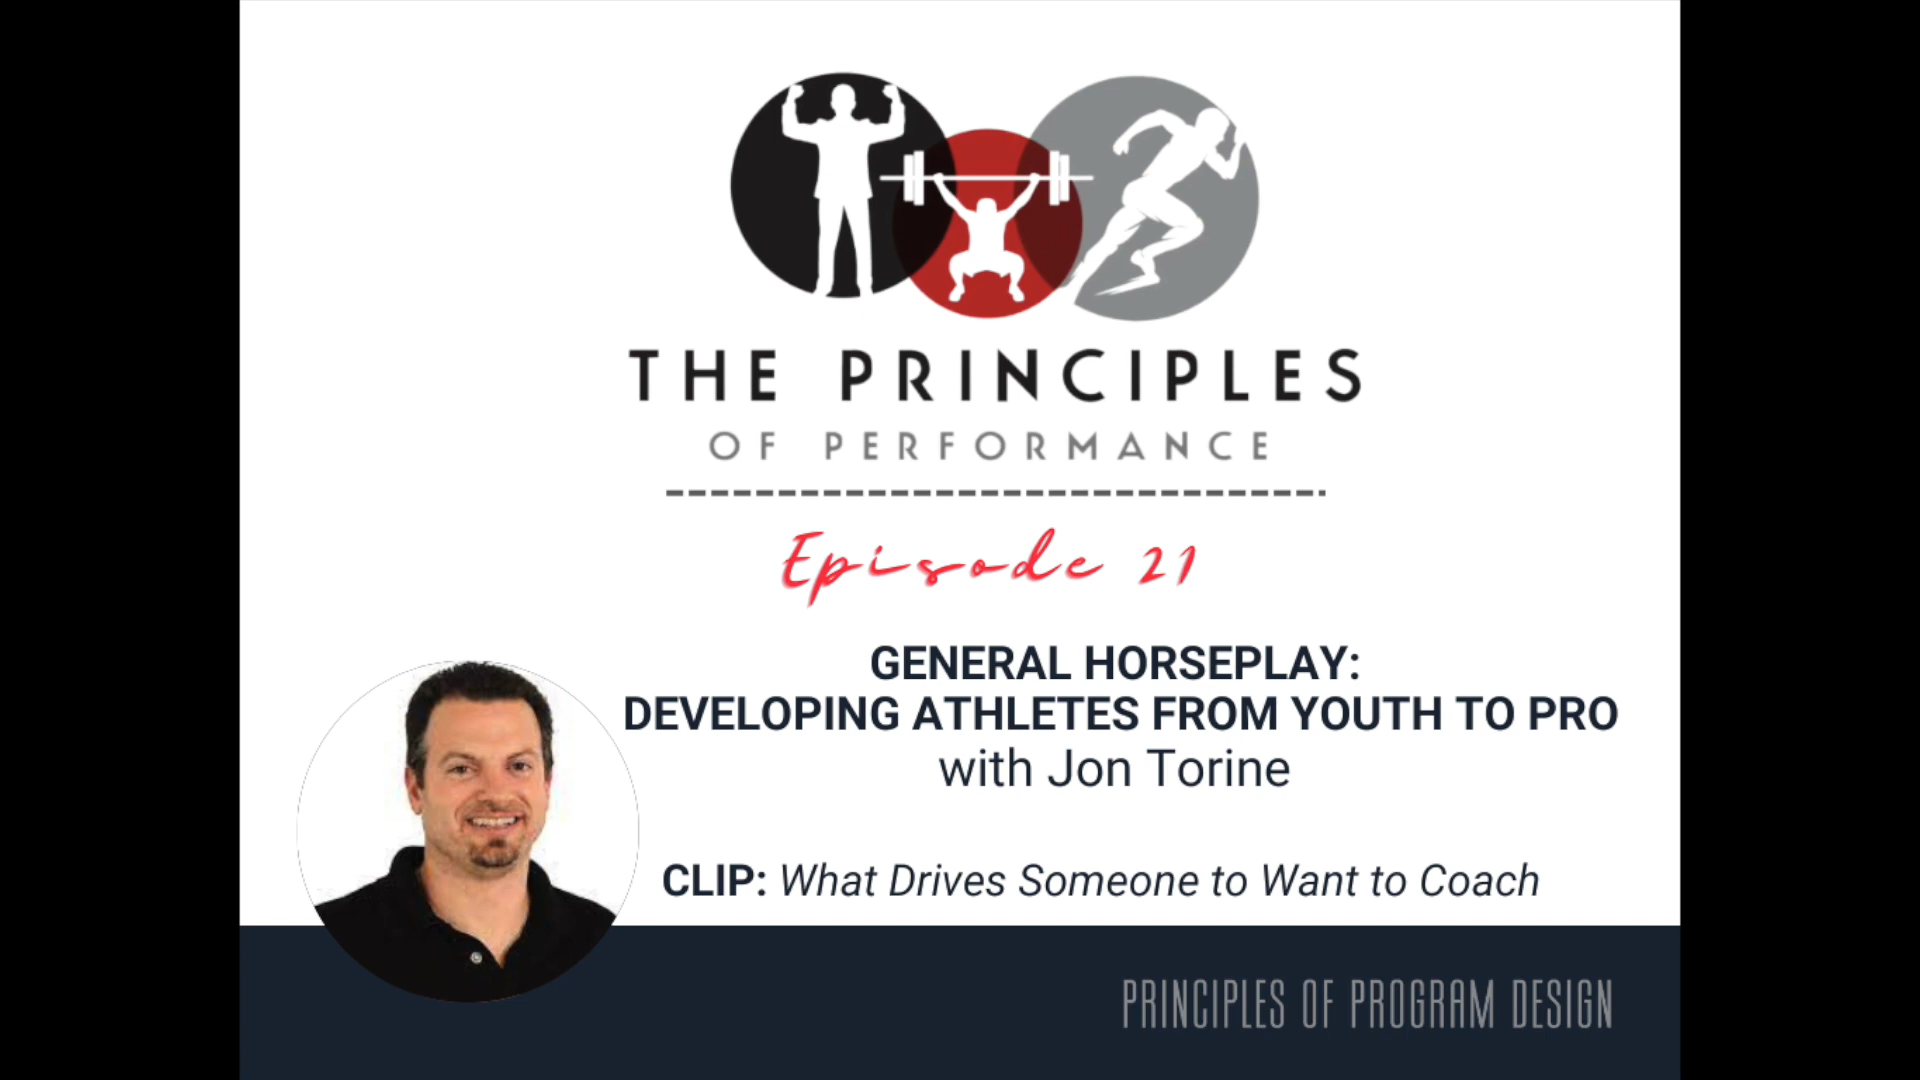 THE PRINCIPLES
OF PERFORMANCE
Episode 21
GENERAL HORSEPLAY:
DEVELOPING ATHLETES FROM YOUTH TO PRO
with Jon Torine
CLIP: What Drives Someone to Want to Coach
PRINCIPLES OF PROGRAM DESIGN